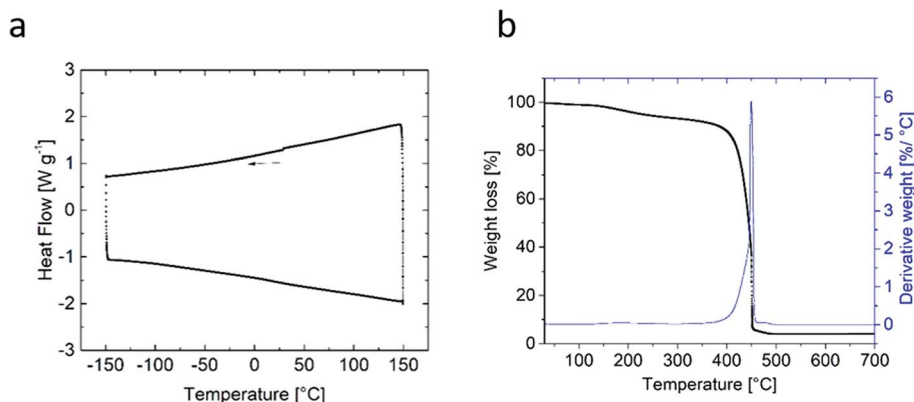 a
b
Heat Flow [W g⁻¹]
3
2
1
0
-1
-2
-3
-150 -100 -50 0 50 100 150
Temperature [°C]
Weight loss [%]
100
80
60
40
20
0
100 200 300 400 500 600 700
Temperature [°C]
6
5
4
3
2
1
0
Derivative weight [%/ °C]